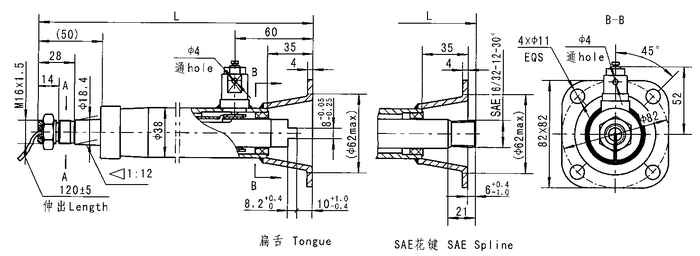 L
(50)
60
28
Φ4
通hole
35
4
14
A
B
M16×1.5
Φ18.4
Φ38
8-0.05
-0.25
(Φ62max)
A
B
120±5
伸出Length
1:12
8.2+0.4
0
10+1.0
-0.4
扁舌 Tongue
L
35
4
SAE16/32-12-30°
(Φ62max)
6+0.4
-1.0
21
SAE花键 SAE Spline
B-B
4×Φ11
EQS
Φ4
通hole
45°
52
82×82
Φ82